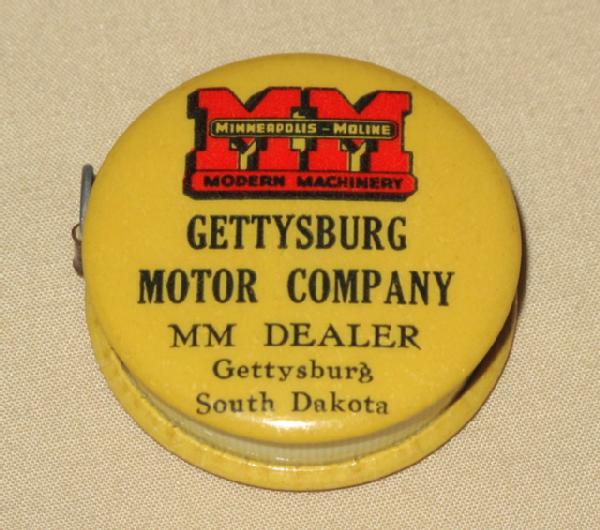 MM
MINNEAPOLIS-MOLINE
MODERN MACHINERY
GETTYSBURG
MOTOR COMPANY
MM DEALER
Gettysburg
South Dakota